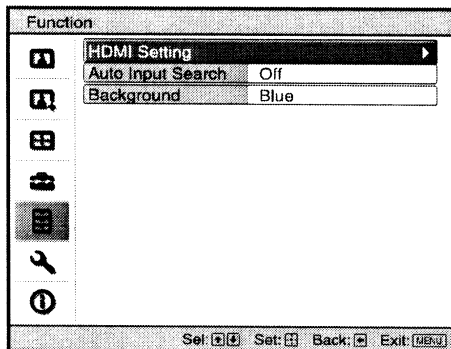 Function
HDMI Setting
Auto Input Search Off
Background Blue
Sel: Set: Back: Exit: MENU